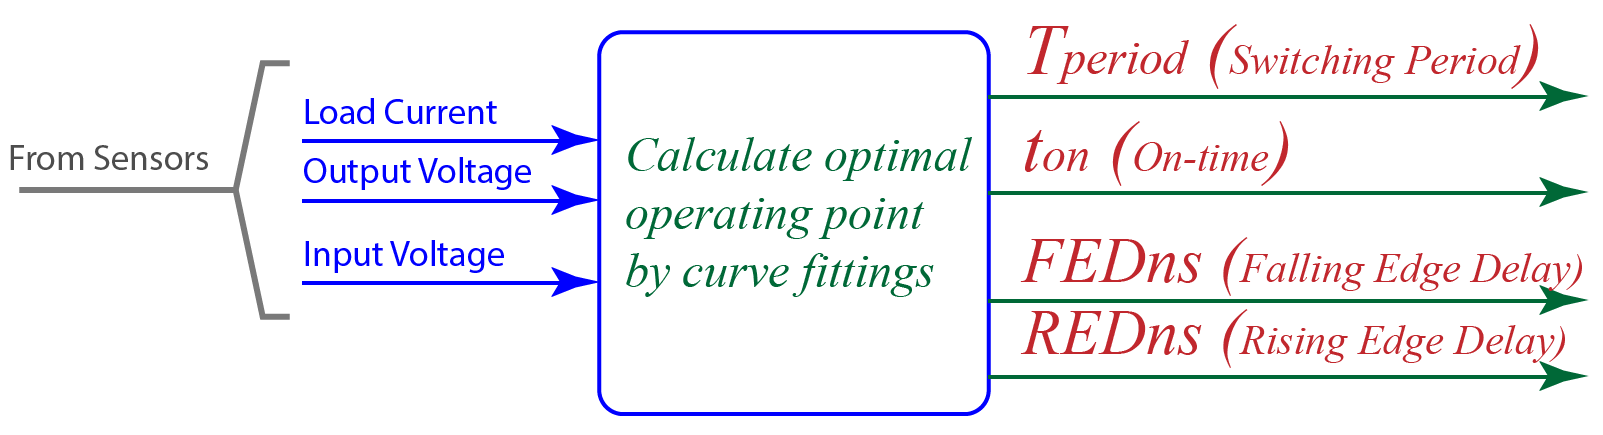 From Sensors
Load Current
Output Voltage
Input Voltage
Calculate optimal
operating point
by curve fittings
Tperiod (Switching Period)
ton (On-time)
FEDns (Falling Edge Delay)
REDns (Rising Edge Delay)